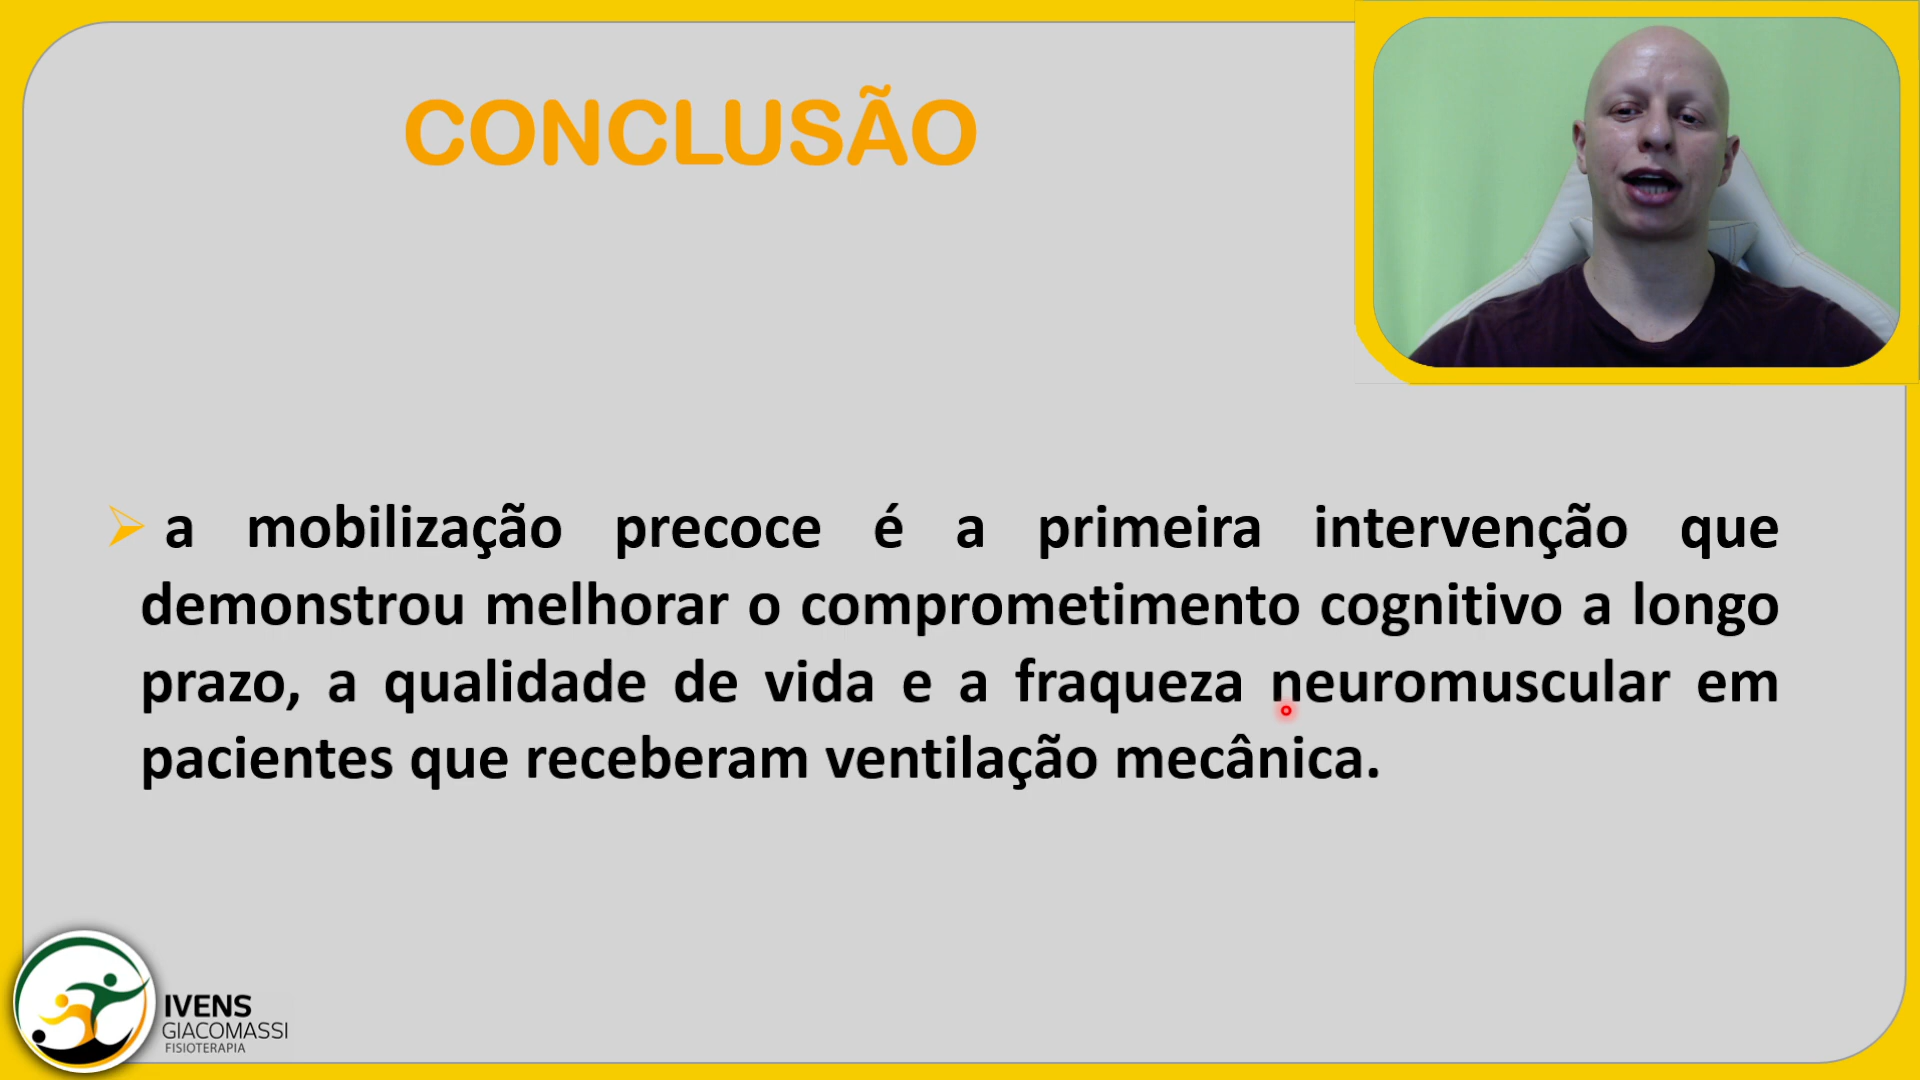 CONCLUSÃO
➢ a mobilização precoce é a primeira intervenção que
demonstrou melhorar o comprometimento cognitivo a longo
prazo, a qualidade de vida e a fraqueza neuromuscular em
pacientes que receberam ventilação mecânica.
IVENS
GIACOMASSI
FISIOTERAPIA